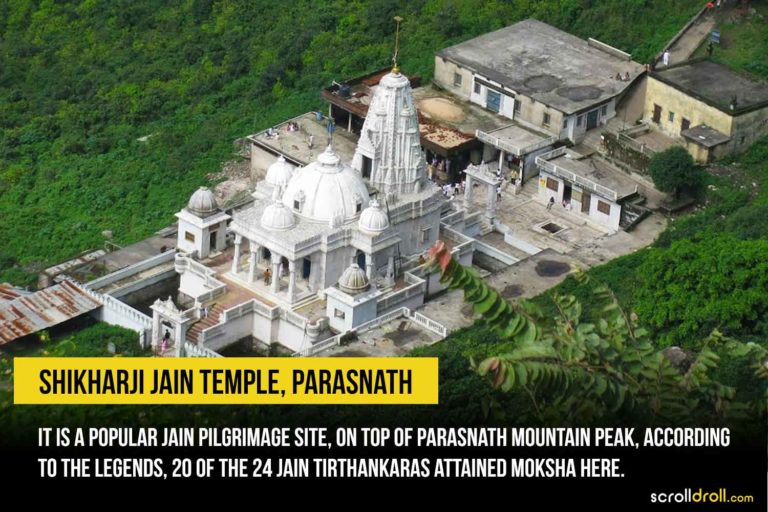 SHIKHARJI JAIN TEMPLE, PARASNATH
IT IS A POPULAR JAIN PILGRIMAGE SITE, ON TOP OF PARASNATH MOUNTAIN PEAK, ACCORDING
TO THE LEGENDS, 20 OF THE 24 JAIN TIRTHANKARAS ATTAINED MOKSHA HERE.
scrolldroll.com